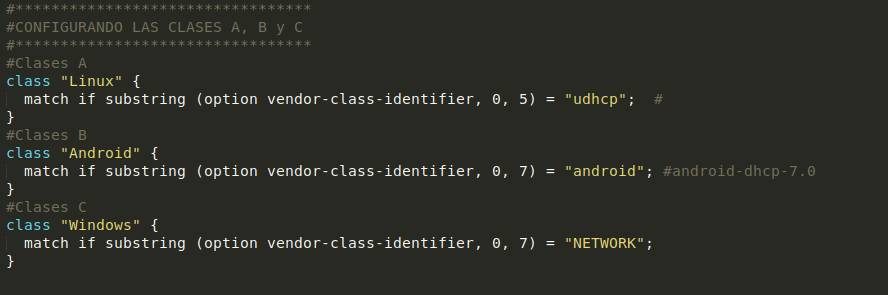 #*********************************
#CONFIGURANDO LAS CLASES A, B y C
#*********************************
#Clases A
class "Linux" {
  match if substring (option vendor-class-identifier, 0, 5) = "udhcp";  #
}
#Clases B
class "Android" {
  match if substring (option vendor-class-identifier, 0, 7) = "android"; #android-dhcp-7.0
}
#Clases C
class "Windows" {
  match if substring (option vendor-class-identifier, 0, 7) = "NETWORK";
}